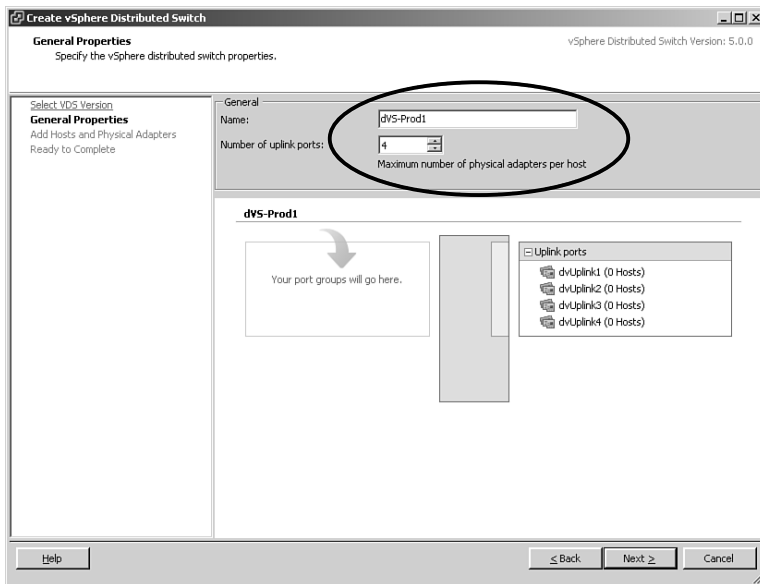 Create vSphere Distributed Switch
General Properties
Specify the vSphere distributed switch properties.
vSphere Distributed Switch Version: 5.0.0
Select VDS Version
General Properties
Add Hosts and Physical Adapters
Ready to Complete
General
Name:
dVS-Prod1
Number of uplink ports:
4
Maximum number of physical adapters per host
dVS-Prod1
Your port groups will go here.
Uplink ports
dvUplink1 (0 Hosts)
dvUplink2 (0 Hosts)
dvUplink3 (0 Hosts)
dvUplink4 (0 Hosts)
Help
< Back
Next >
Cancel